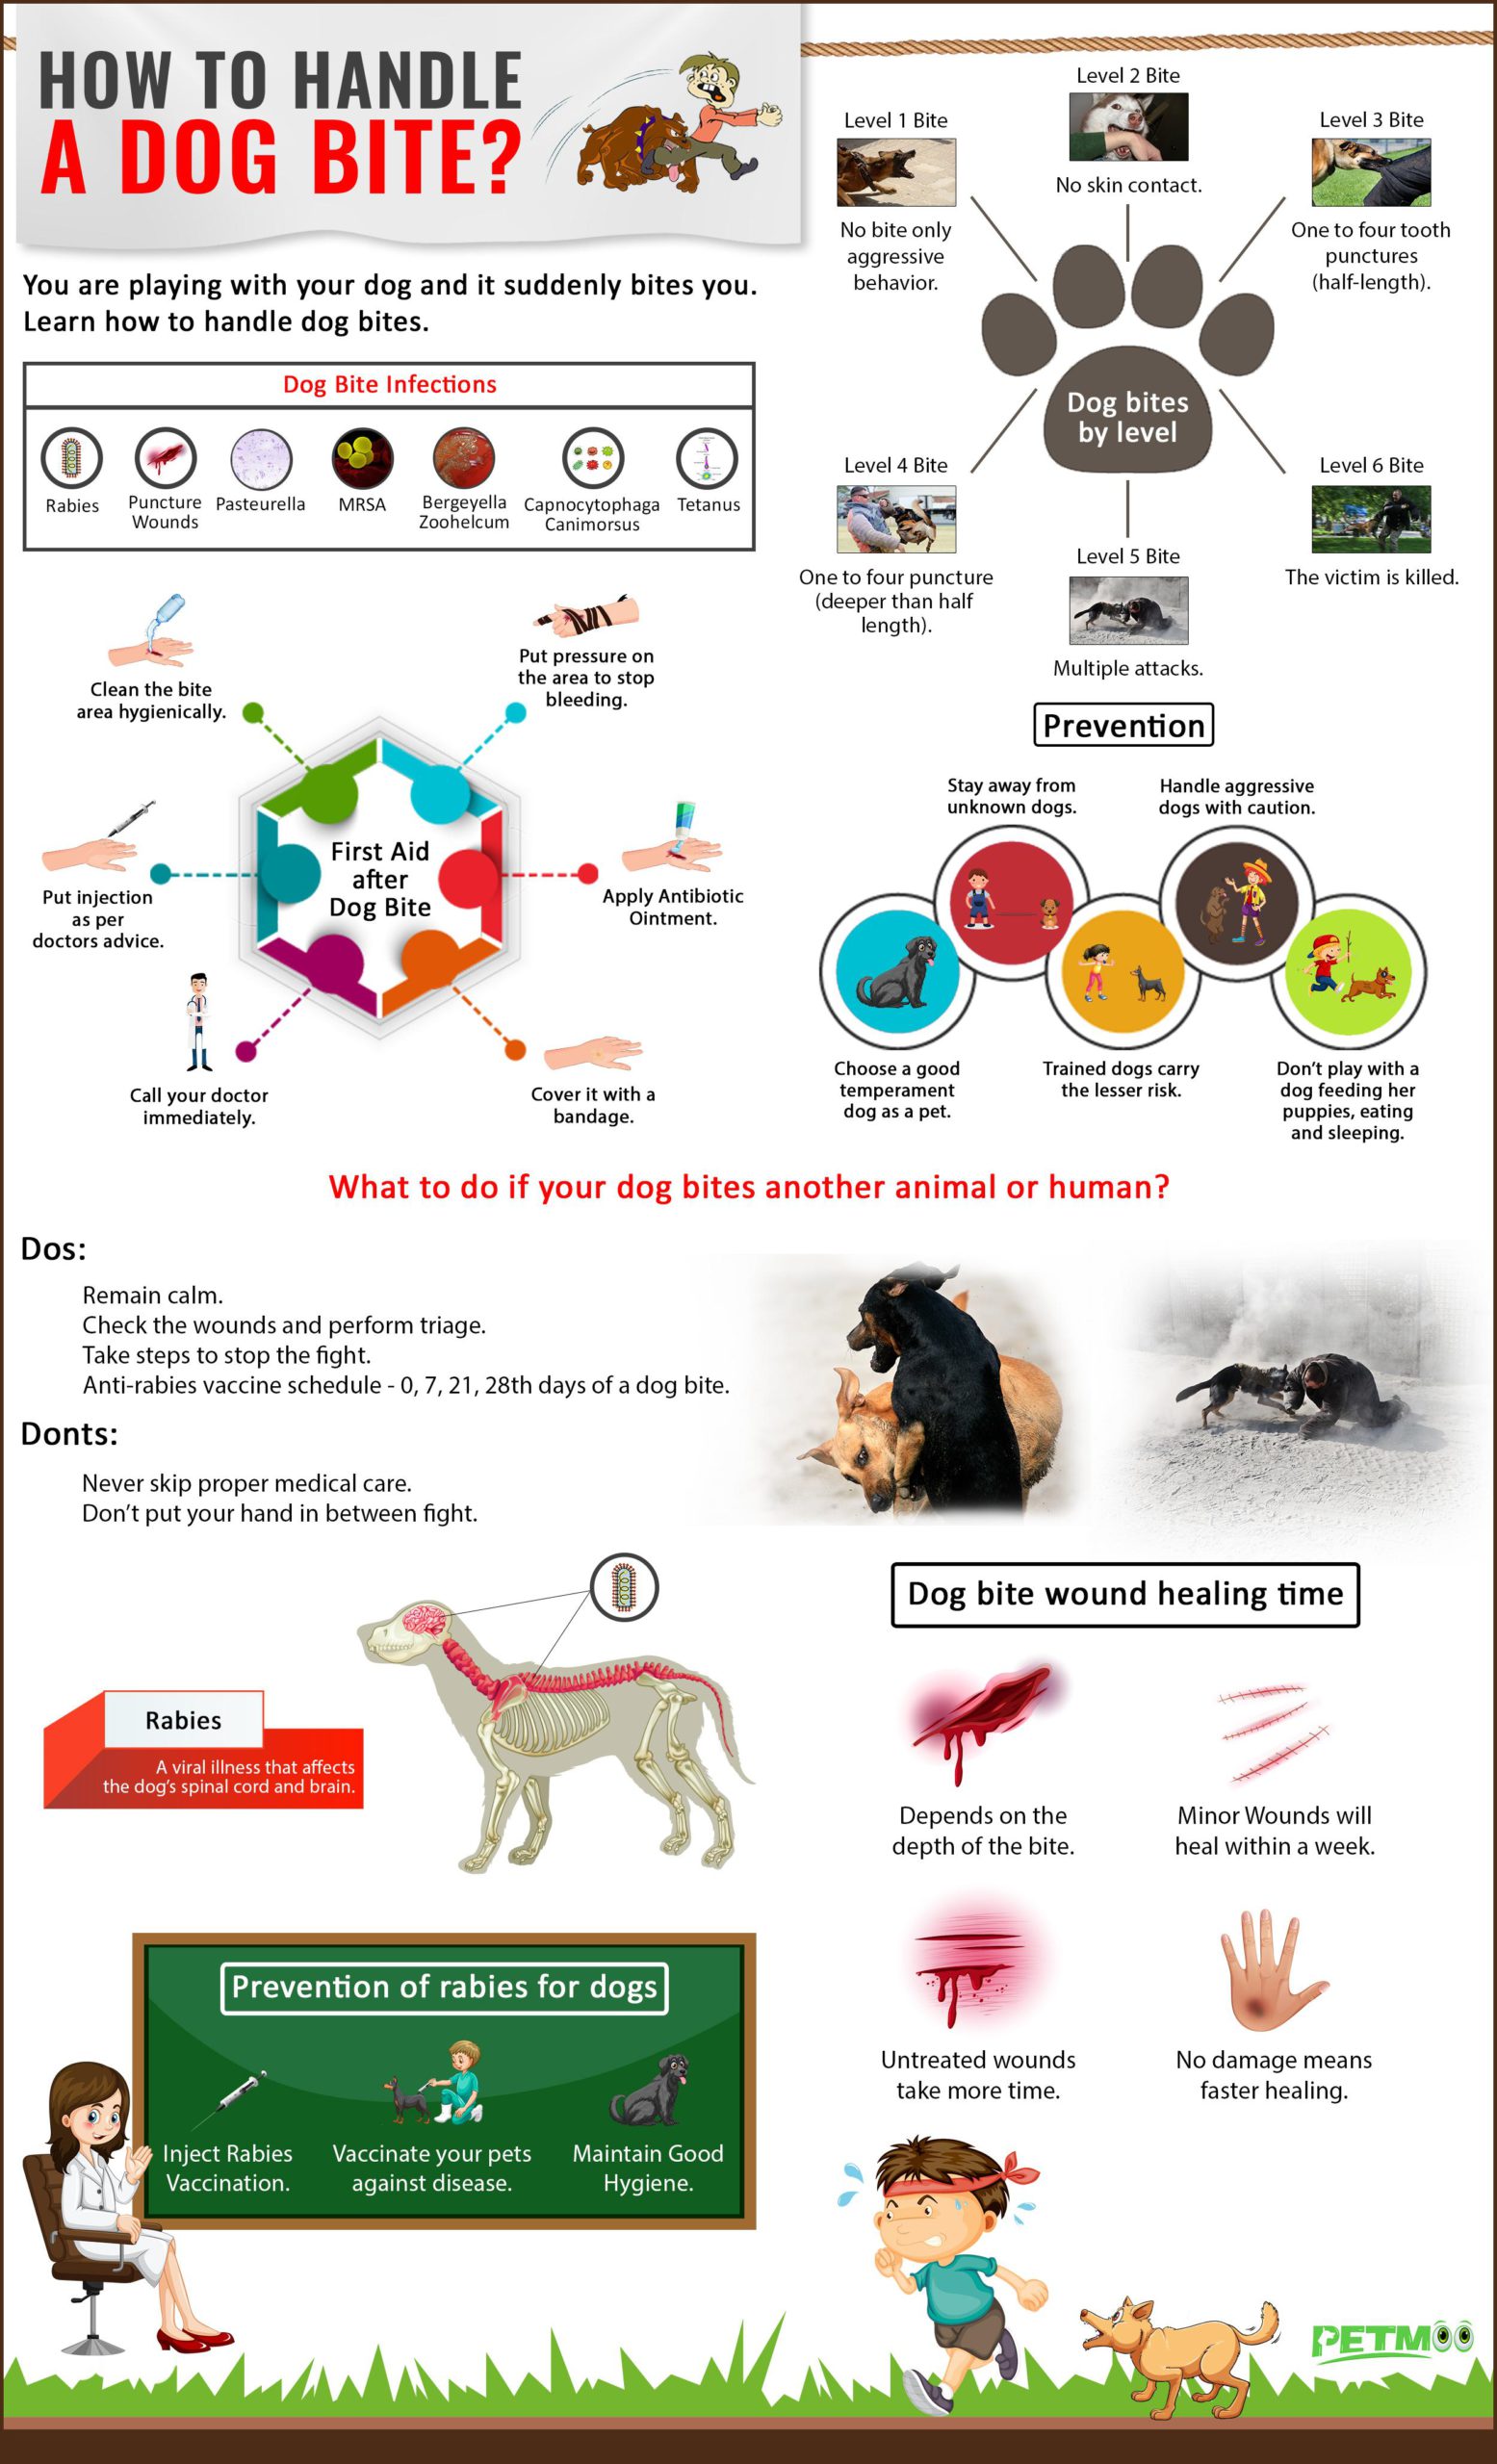 HOW TO HANDLE
A DOG BITE?
You are playing with your dog and it suddenly bites you.
Learn how to handle dog bites.
Dog Bite Infections
Rabies
Puncture
Wounds
Pasteurella
MRSA
Bergeyella
Zoohelcum
Capnocytophaga
Canimorsus
Tetanus
Dog bites
by level
Level 1 Bite
No bite only
aggressive
behavior.
Level 2 Bite
No skin contact.
Level 3 Bite
One to four tooth
punctures
(half-length).
Level 4 Bite
One to four puncture
(deeper than half
length).
Level 5 Bite
Multiple attacks.
Level 6 Bite
The victim is killed.
First Aid
after
Dog Bite
Clean the bite
area hygienically.
Put pressure on
the area to stop
bleeding.
Put injection
as per
doctors advice.
Apply Antibiotic
Ointment.
Call your doctor
immediately.
Cover it with a
bandage.
Prevention
Stay away from
unknown dogs.
Handle aggressive
dogs with caution.
Choose a good
temperament
dog as a pet.
Trained dogs carry
the lesser risk.
Don't play with a
dog feeding her
puppies, eating
and sleeping.
What to do if your dog bites another animal or human?
Dos:
Remain calm.
Check the wounds and perform triage.
Take steps to stop the fight.
Anti-rabies vaccine schedule - 0, 7, 21, 28th days of a dog bite.
Donts:
Never skip proper medical care.
Don't put your hand in between fight.
Rabies
A viral illness that affects
the dog's spinal cord and brain.
Dog bite wound healing time
Depends on the
depth of the bite.
Minor Wounds will
heal within a week.
Untreated wounds
take more time.
No damage means
faster healing.
Prevention of rabies for dogs
Inject Rabies
Vaccination.
Vaccinate your pets
against disease.
Maintain Good
Hygiene.
PETMOO